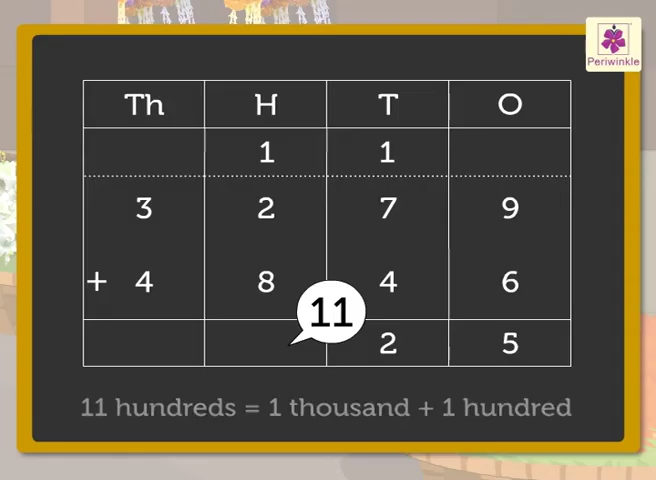 Periwinkle
Th H T O
1 1
3 2 7 9
+ 4 8 4 6
11
2 5
11 hundreds = 1 thousand + 1 hundred